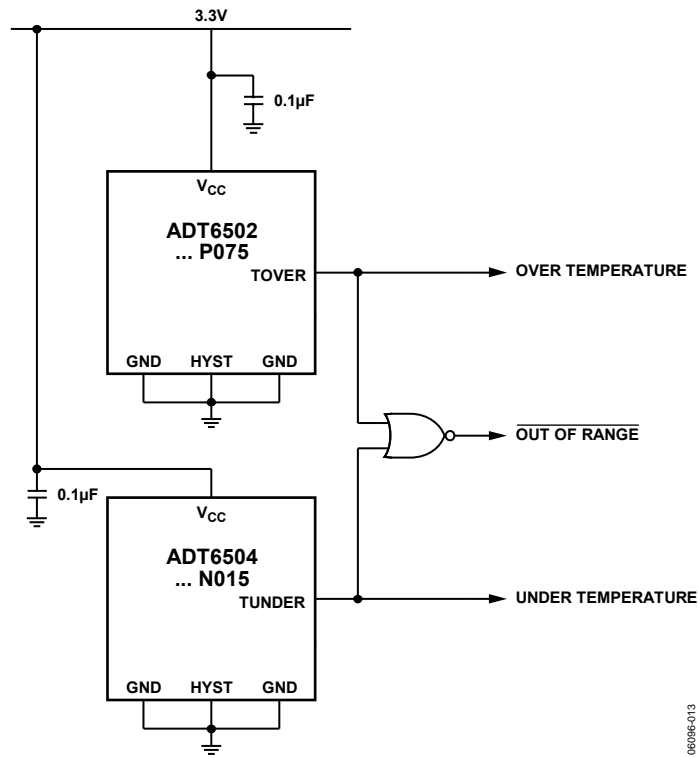 3.3V
0.1µF
VCC
ADT6502
... P075
TOVER
OVER TEMPERATURE
GND HYST GND
OUT OF RANGE
0.1µF
VCC
ADT6504
... N015
TUNDER
UNDER TEMPERATURE
GND HYST GND
06096-013